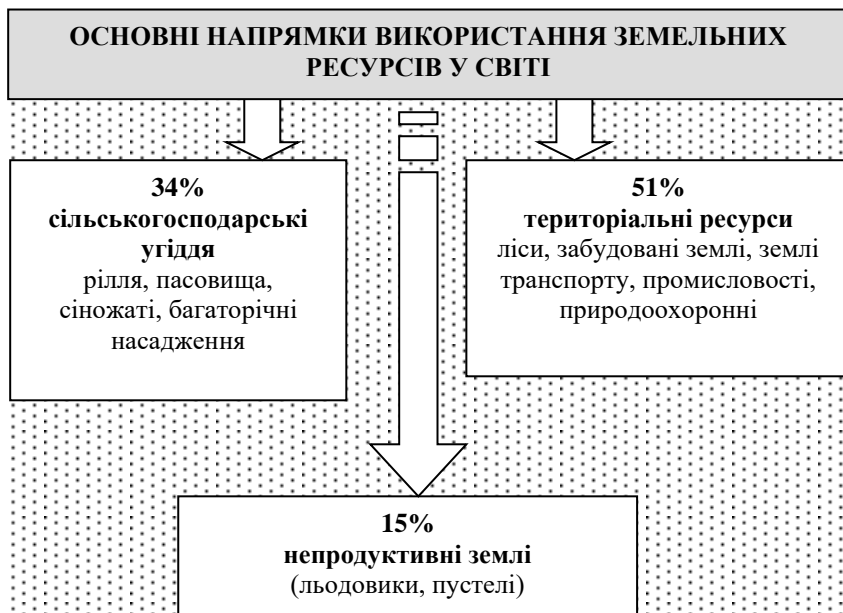 ОСНОВНІ НАПРЯМКИ ВИКОРИСТАННЯ ЗЕМЕЛЬНИХ
РЕСУРСІВ У СВІТІ
34%
сільськогосподарські
угіддя
рілля, пасовища,
сіножаті, багаторічні
насадження
51%
територіальні ресурси
ліси, забудовані землі, землі
транспорту, промисловості,
природоохоронні
15%
непродуктивні землі
(льодовики, пустелі)